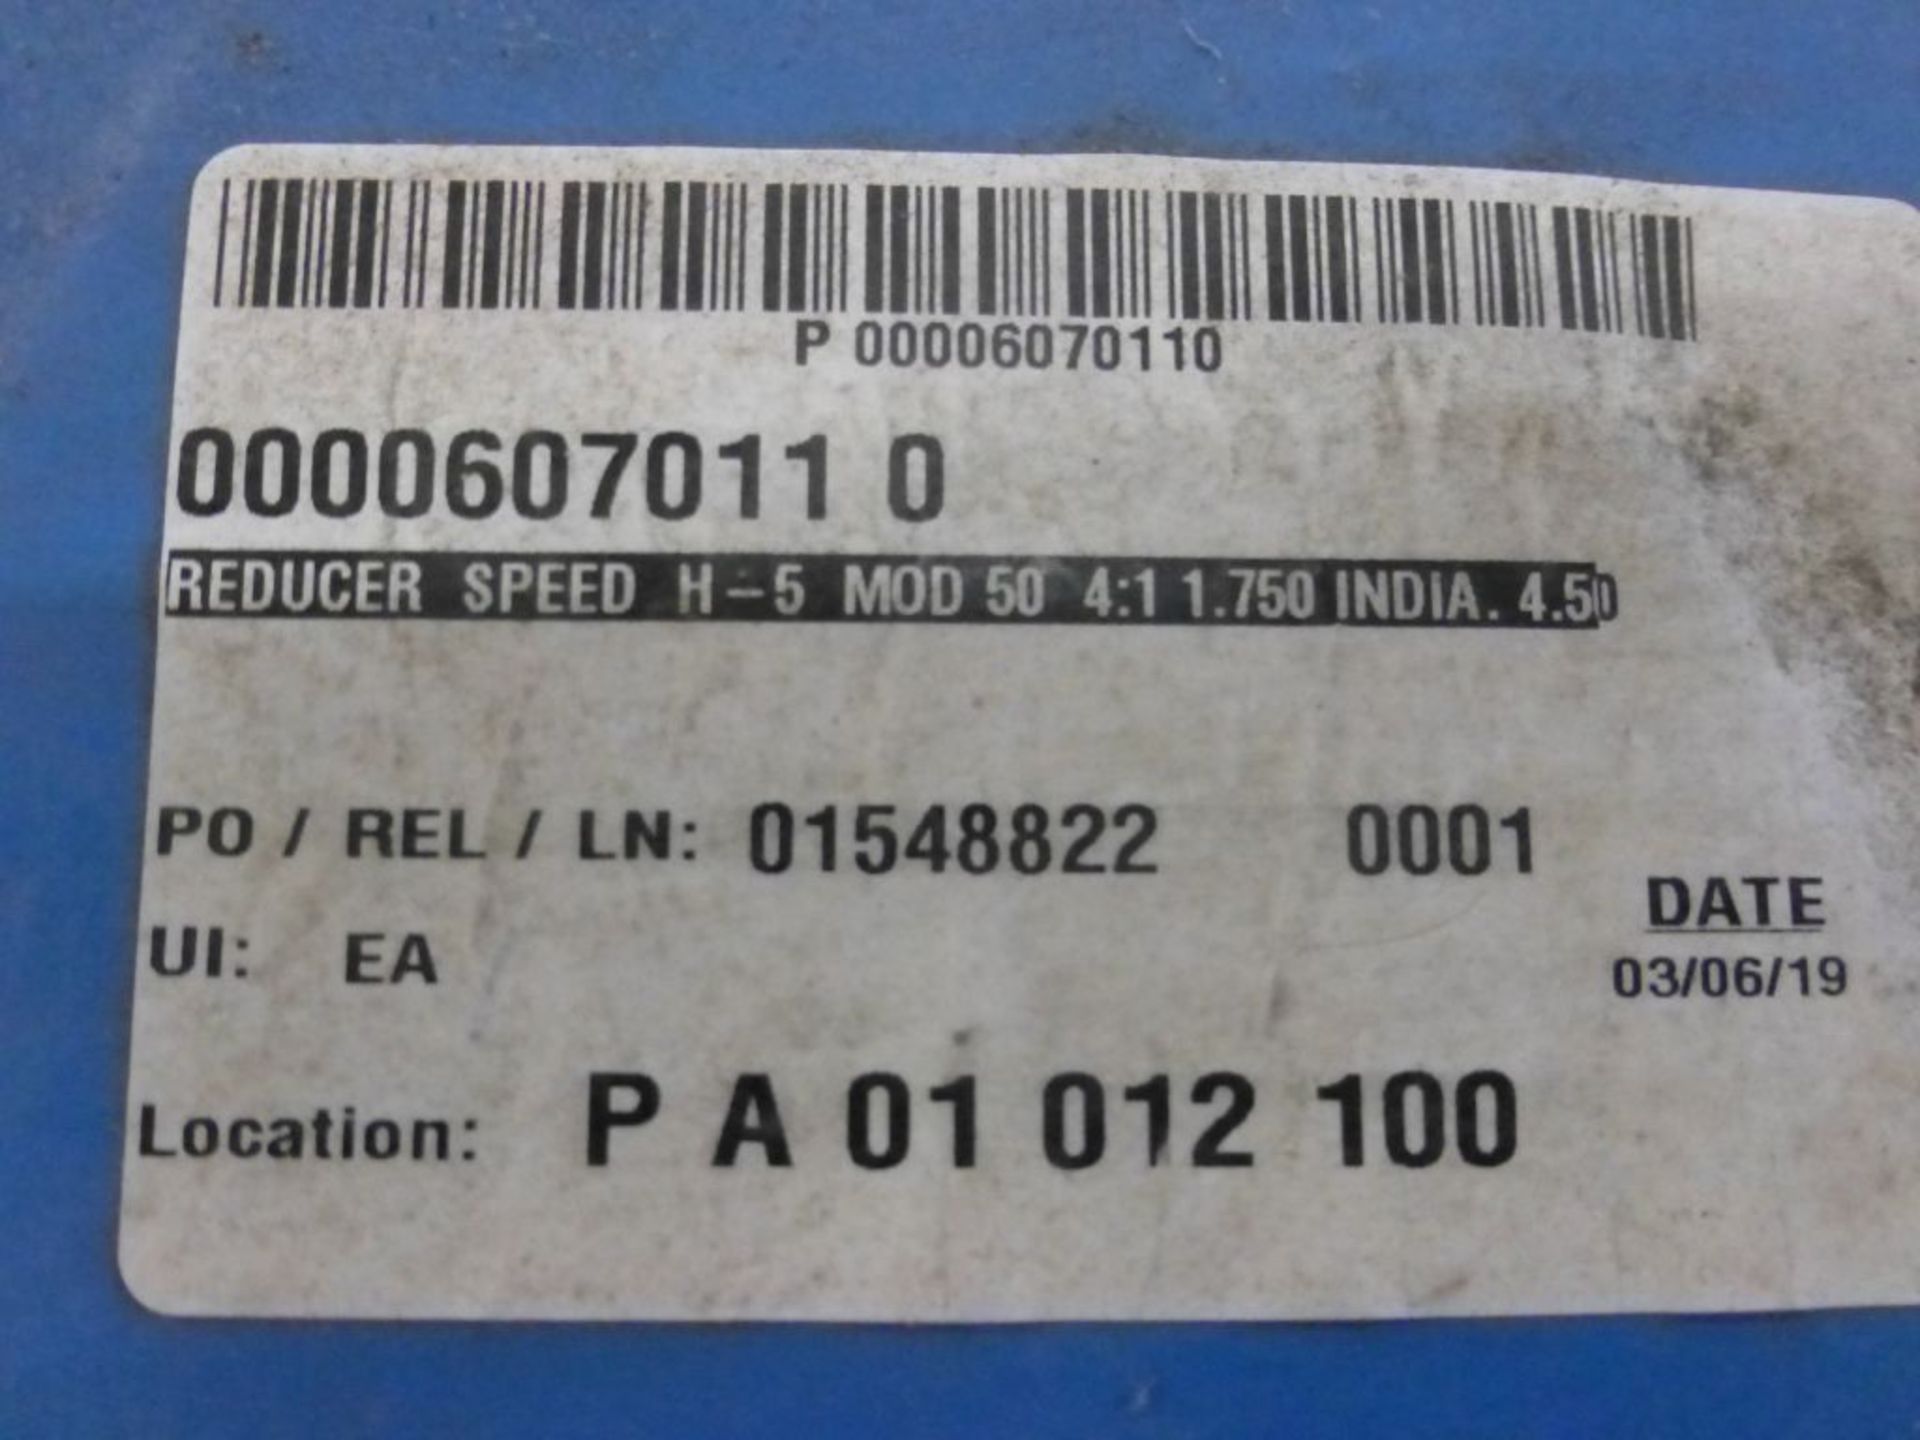 P 00006070110
0000607011 0
REDUCER SPEED H-5 MOD 50 4:1 1.750 INDIA. 4.50
PO / REL / LN: 01548822 0001
DATE
UI: EA
03/06/19
Location: P A 01 012 100